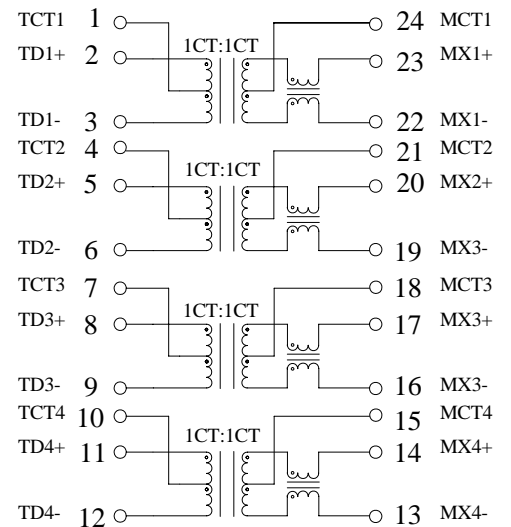 TCT1 1 24 MCT1
1CT:1CT
TD1+ 2 23 MX1+
TD1- 3 22 MX1-
TCT2 4 21 MCT2
1CT:1CT
TD2+ 5 20 MX2+
TD2- 6 19 MX3-
TCT3 7 18 MCT3
1CT:1CT
TD3+ 8 17 MX3+
TD3- 9 16 MX3-
TCT4 10 15 MCT4
1CT:1CT
TD4+ 11 14 MX4+
TD4- 12 13 MX4-